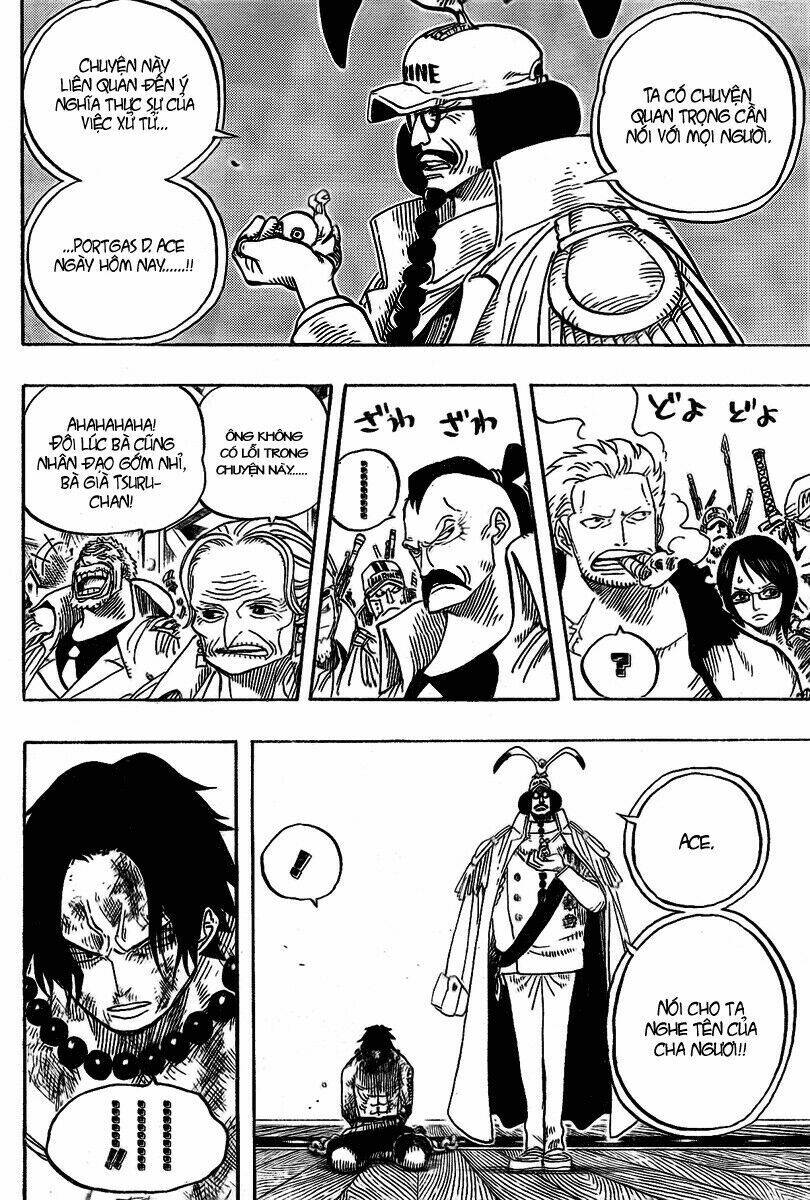 TA CÓ CHUYỆN
QUAN TRỌNG CẦN
NÓI VỚI MỌI NGƯỜI.
RINE
CHUYỆN NÀY
LIÊN QUAN ĐẾN Ý
NGHĨA THỰC SỰ CỦA
VIỆC XỬ TỬ...
...PORTGAS D. ACE
NGÀY HÔM NAY......!!
どよ どよ
?
ざわ ざわ
ÔNG KHÔNG
CÓ LỖI TRONG
CHUYỆN NÀY.....
AHAHAHAHA!
ĐÔI LÚC BÀ CŨNG
NHÂN ĐẠO GỚM NHỈ,
BÀ GIÀ TSURU-
CHAN!
ACE.
NÓI CHO TA
NGHE TÊN CỦA
CHA NGƯƠI!!
!!